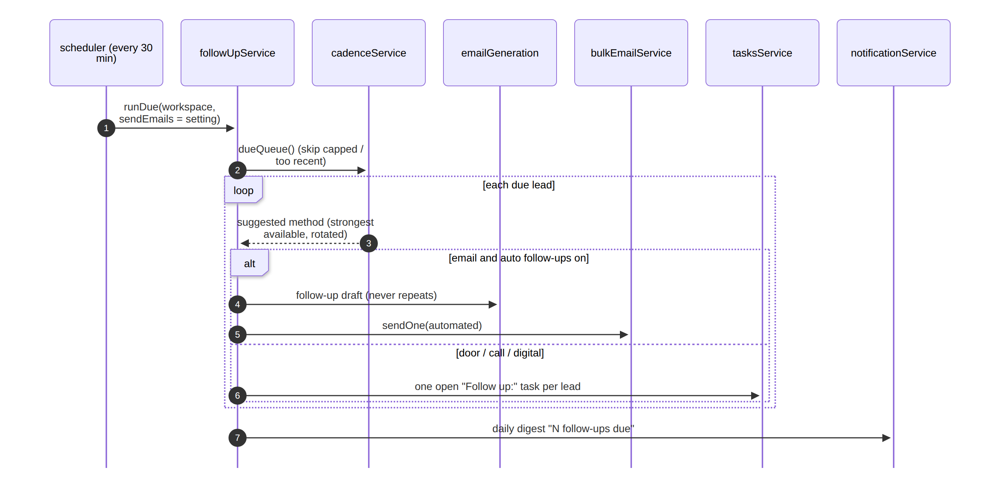 scheduler (every 30
min)
followUpService
cadenceService
emailGeneration
bulkEmailService
tasksService
notificationService
runDue(workspace,
sendEmails = setting)
1
dueQueue() (skip capped /
too recent)
2
loop
[each due lead]
suggested method (strongest
available, rotated)
3
alt
[email and auto follow-ups on]
follow-up draft (never repeats)
4
sendOne(automated)
5
[door / call / digital]
one open "Follow up:" task per lead
6
daily digest "N follow-ups due"
7